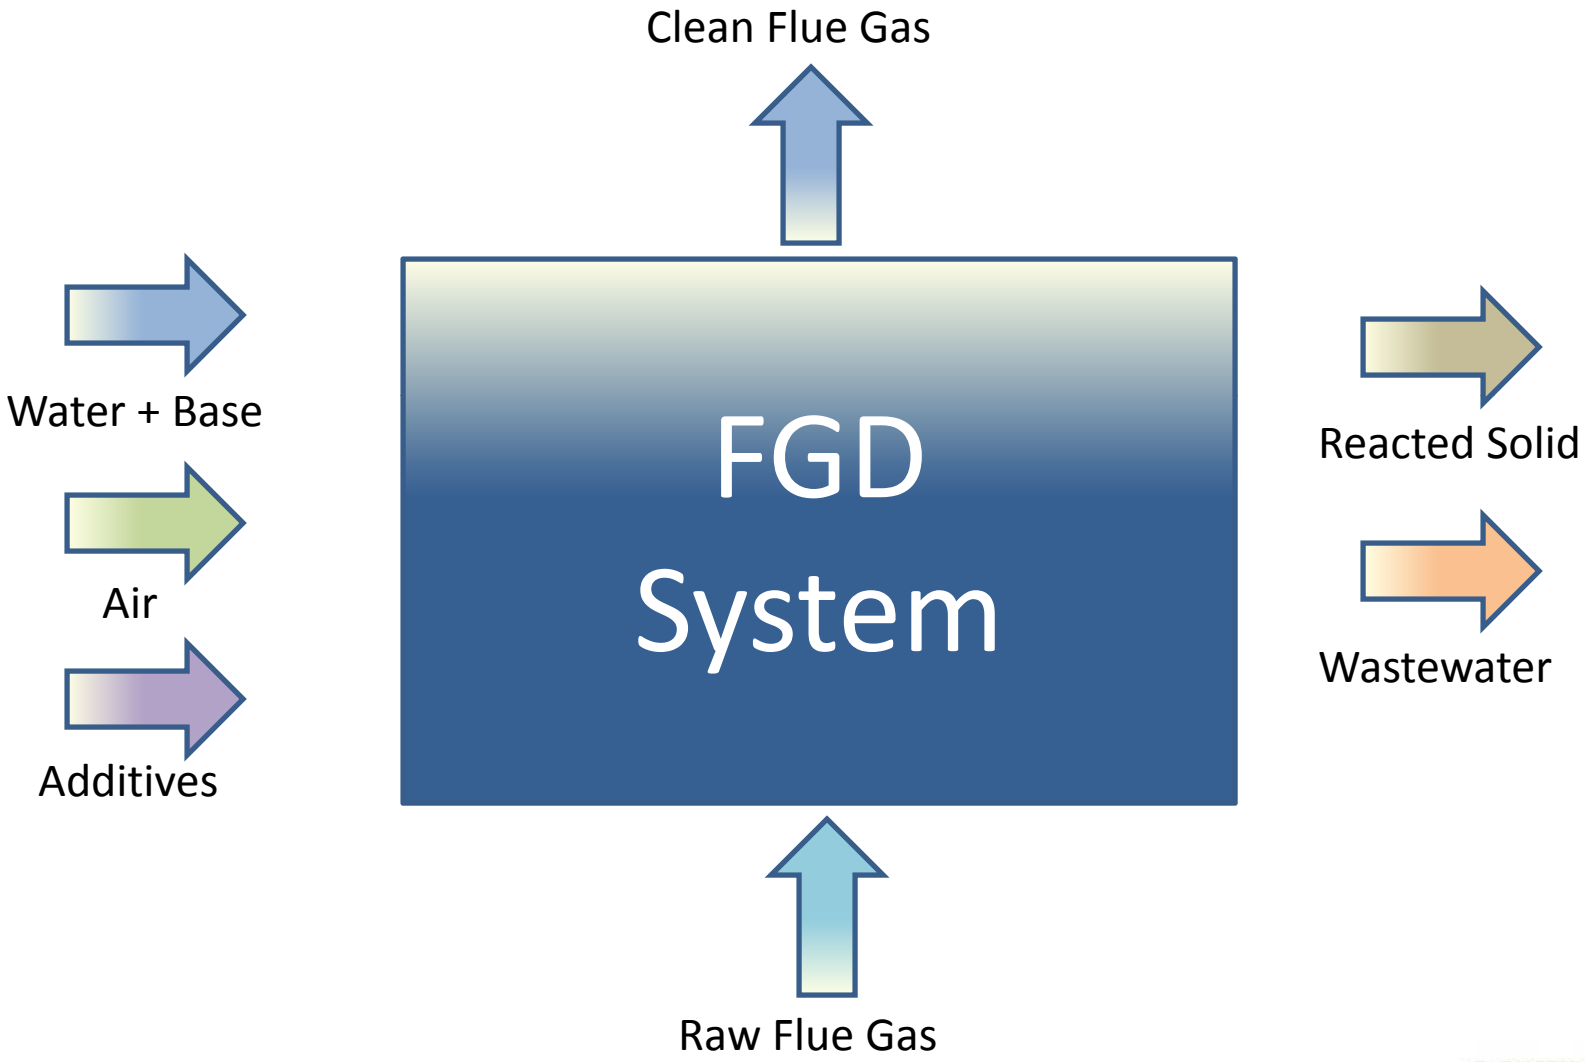 Clean Flue Gas
Water + Base
Air
Additives
FGD
System
Reacted Solid
Wastewater
Raw Flue Gas